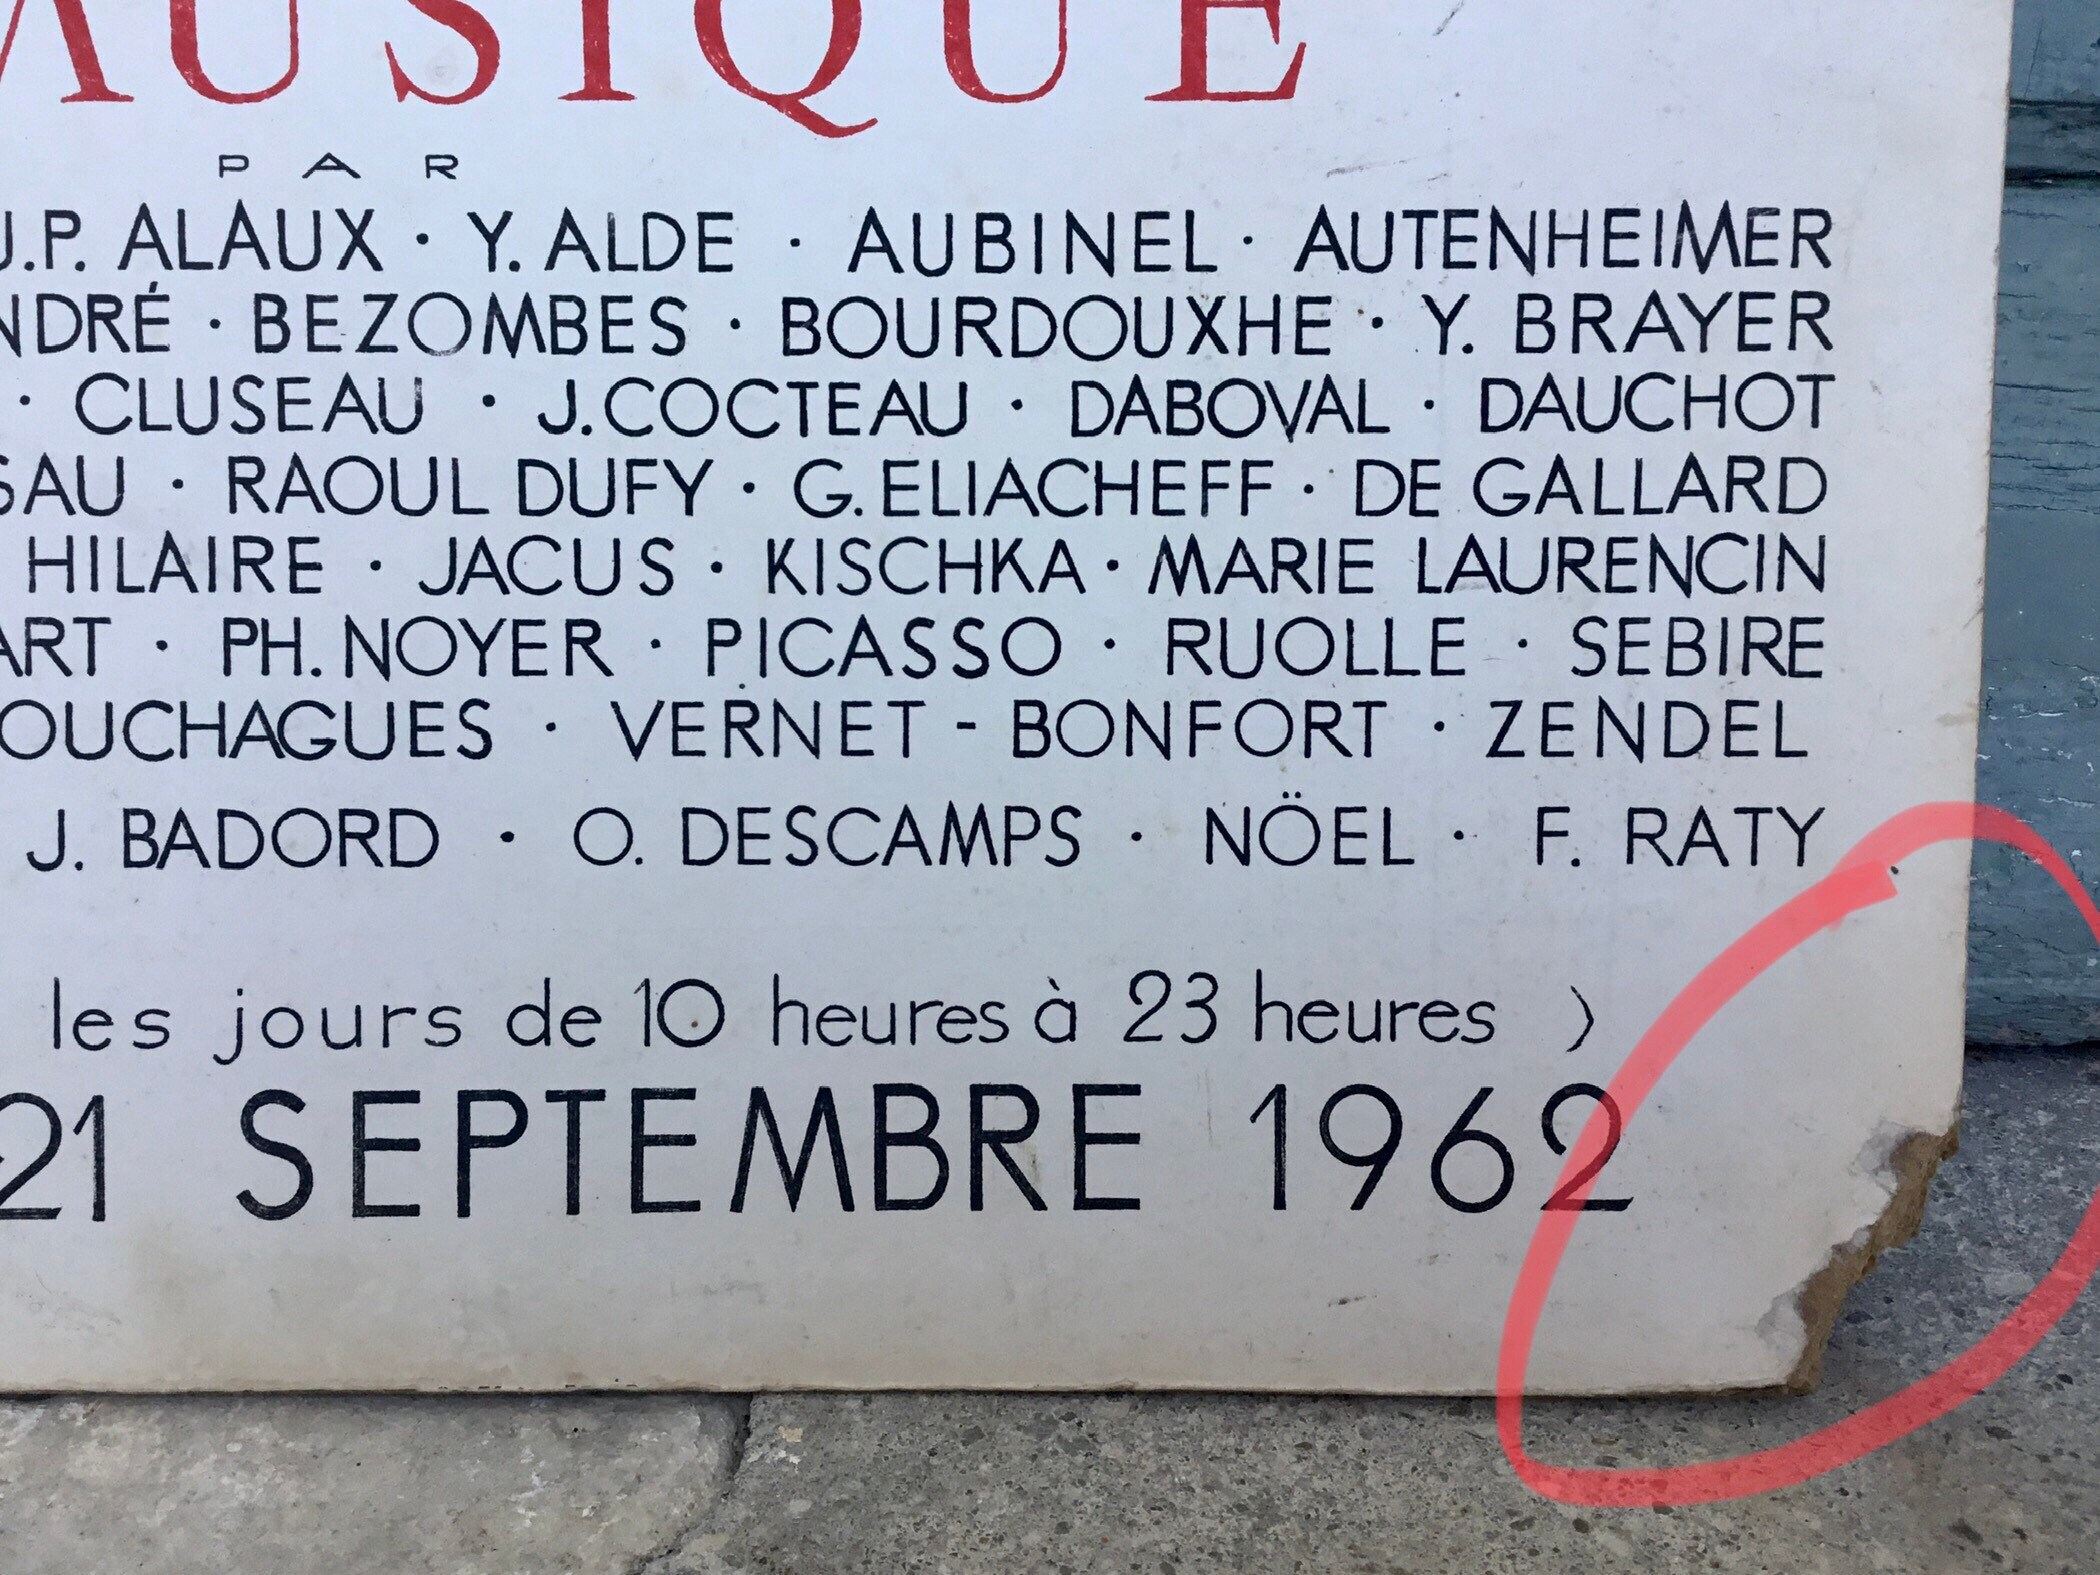 MUSIQUE
PAR
J.P. ALAUX · Y. ALDE · AUBINEL · AUTENHEIMER
NDRÉ · BEZOMBES · BOURDOUXHE · Y. BRAYER
· CLUSEAU · J. COCTEAU · DABOVAL · DAUCHOT
SAU · RAOUL DUFY · G. ELIACHEFF · DE GALLARD
HILAIRE · JACUS · KISCHKA · MARIE LAURENCIN
ART · PH. NOYER · PICASSO · RUOLLE · SEBIRE
OUCHAGUES · VERNET - BONFORT · ZENDEL
J. BADORD · O. DESCAMPS · NÖEL · F. RATY
les jours de 10 heures à 23 heures )
21 SEPTEMBRE 1962